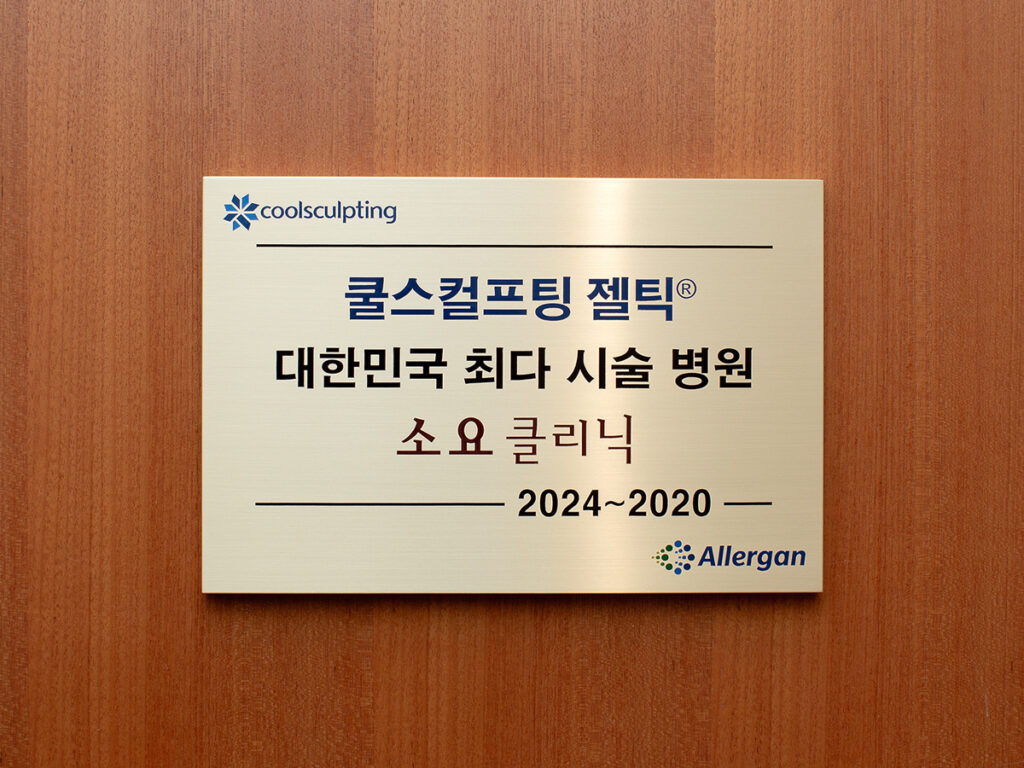 coolsculpting
쿨스컬프팅 젤틱®
대한민국 최다 시술 병원
소요클리닉
2024~2020
Allergan